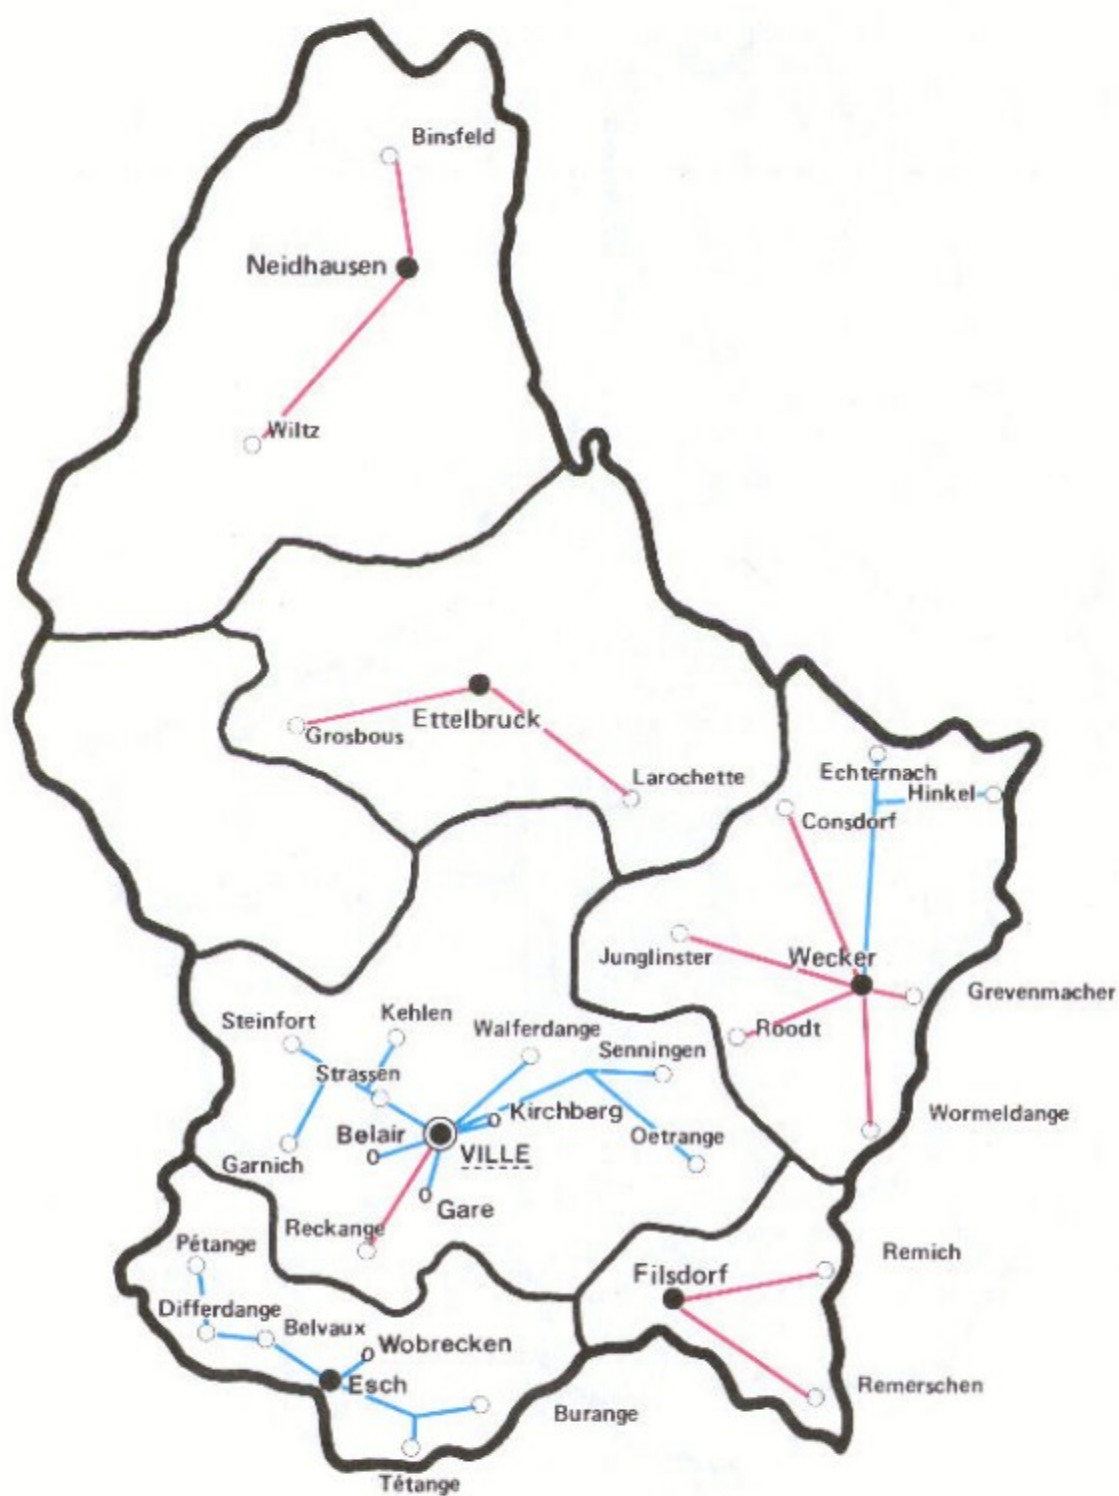 Binsfeld
Neidhausen
Wiltz
Ettelbruck
Grosbous
Larochette
Echternach
Hinkel
Consdorf
Junglinster
Wecker
Grevenmacher
Roodt
Steinfort
Kehlen
Walferdange
Senningen
Strassen
Kirchberg
Wormeldange
Belair
Oetrange
VILLE
Garnich
Gare
Reckange
Pétange
Remich
Filsdorf
Differdange
Belvaux
Wobrecken
Esch
Remerschen
Burange
Tétange